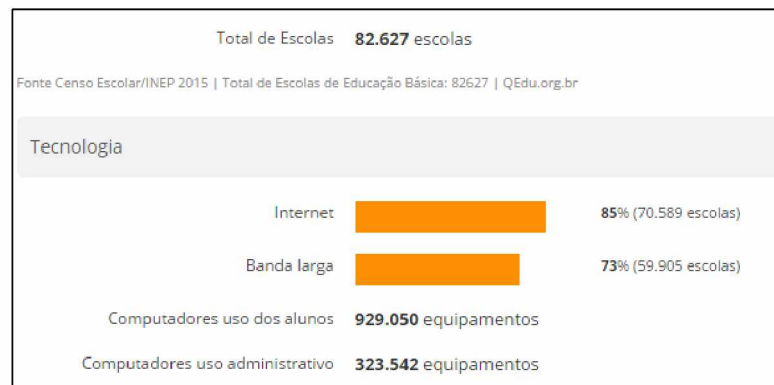 Total de Escolas 82.627 escolas
Fonte Censo Escolar/INEP 2015 | Total de Escolas de Educação Básica: 82627 | QEdu.org.br
Tecnologia
Internet 85% (70.589 escolas)
Banda larga 73% (59.905 escolas)
Computadores uso dos alunos 929.050 equipamentos
Computadores uso administrativo 323.542 equipamentos